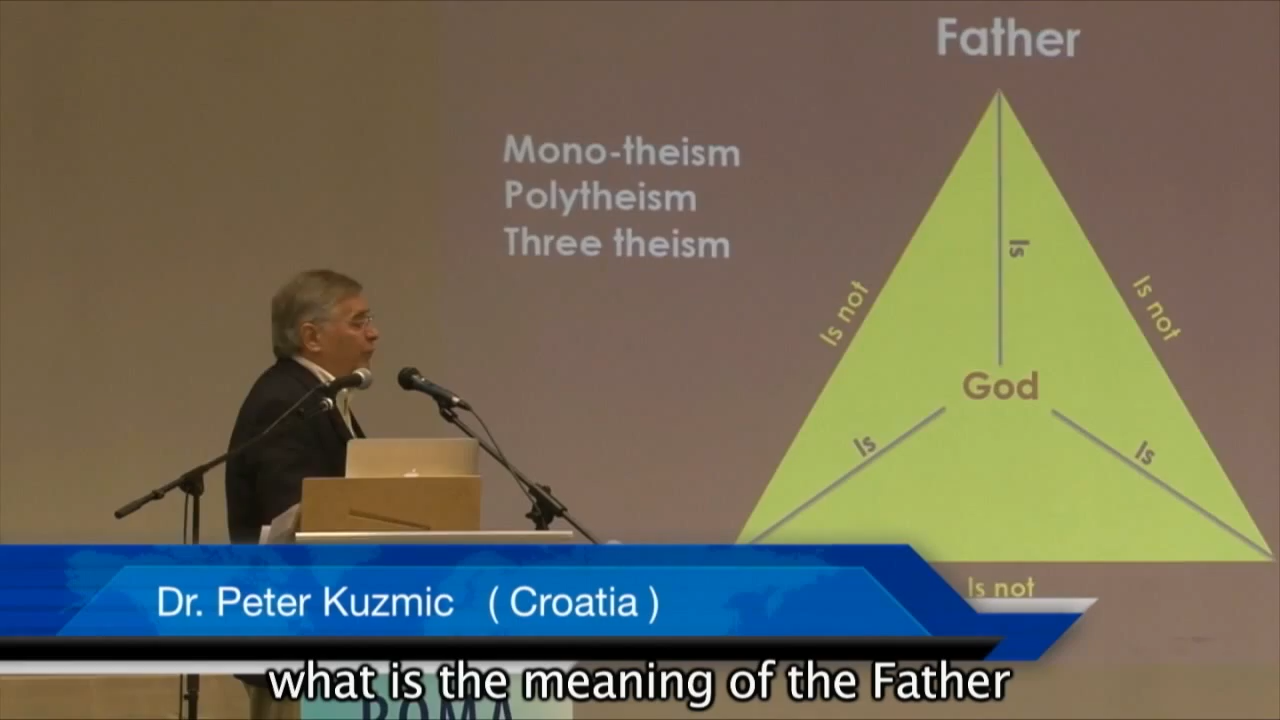 Father
Mono-theism
Polytheism
Three theism
Is
Is not
Is not
God
Is
Is
Is not
Dr. Peter Kuzmic ( Croatia )
what is the meaning of the Father
ROMA